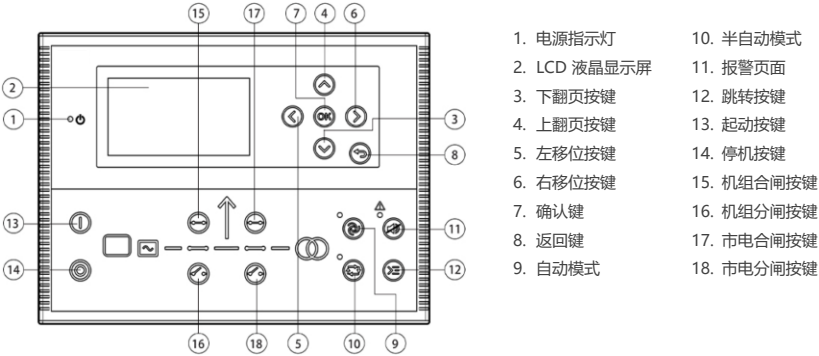 15
17
7
4
6
2
1
OK
3
8
13
11
14
12
16
18
5
10
9
1. 电源指示灯
2. LCD 液晶显示屏
3. 下翻页按键
4. 上翻页按键
5. 左移位按键
6. 右移位按键
7. 确认键
8. 返回键
9. 自动模式
10. 半自动模式
11. 报警页面
12. 跳转按键
13. 起动按键
14. 停机按键
15. 机组合闸按键
16. 机组分闸按键
17. 市电合闸按键
18. 市电分闸按键